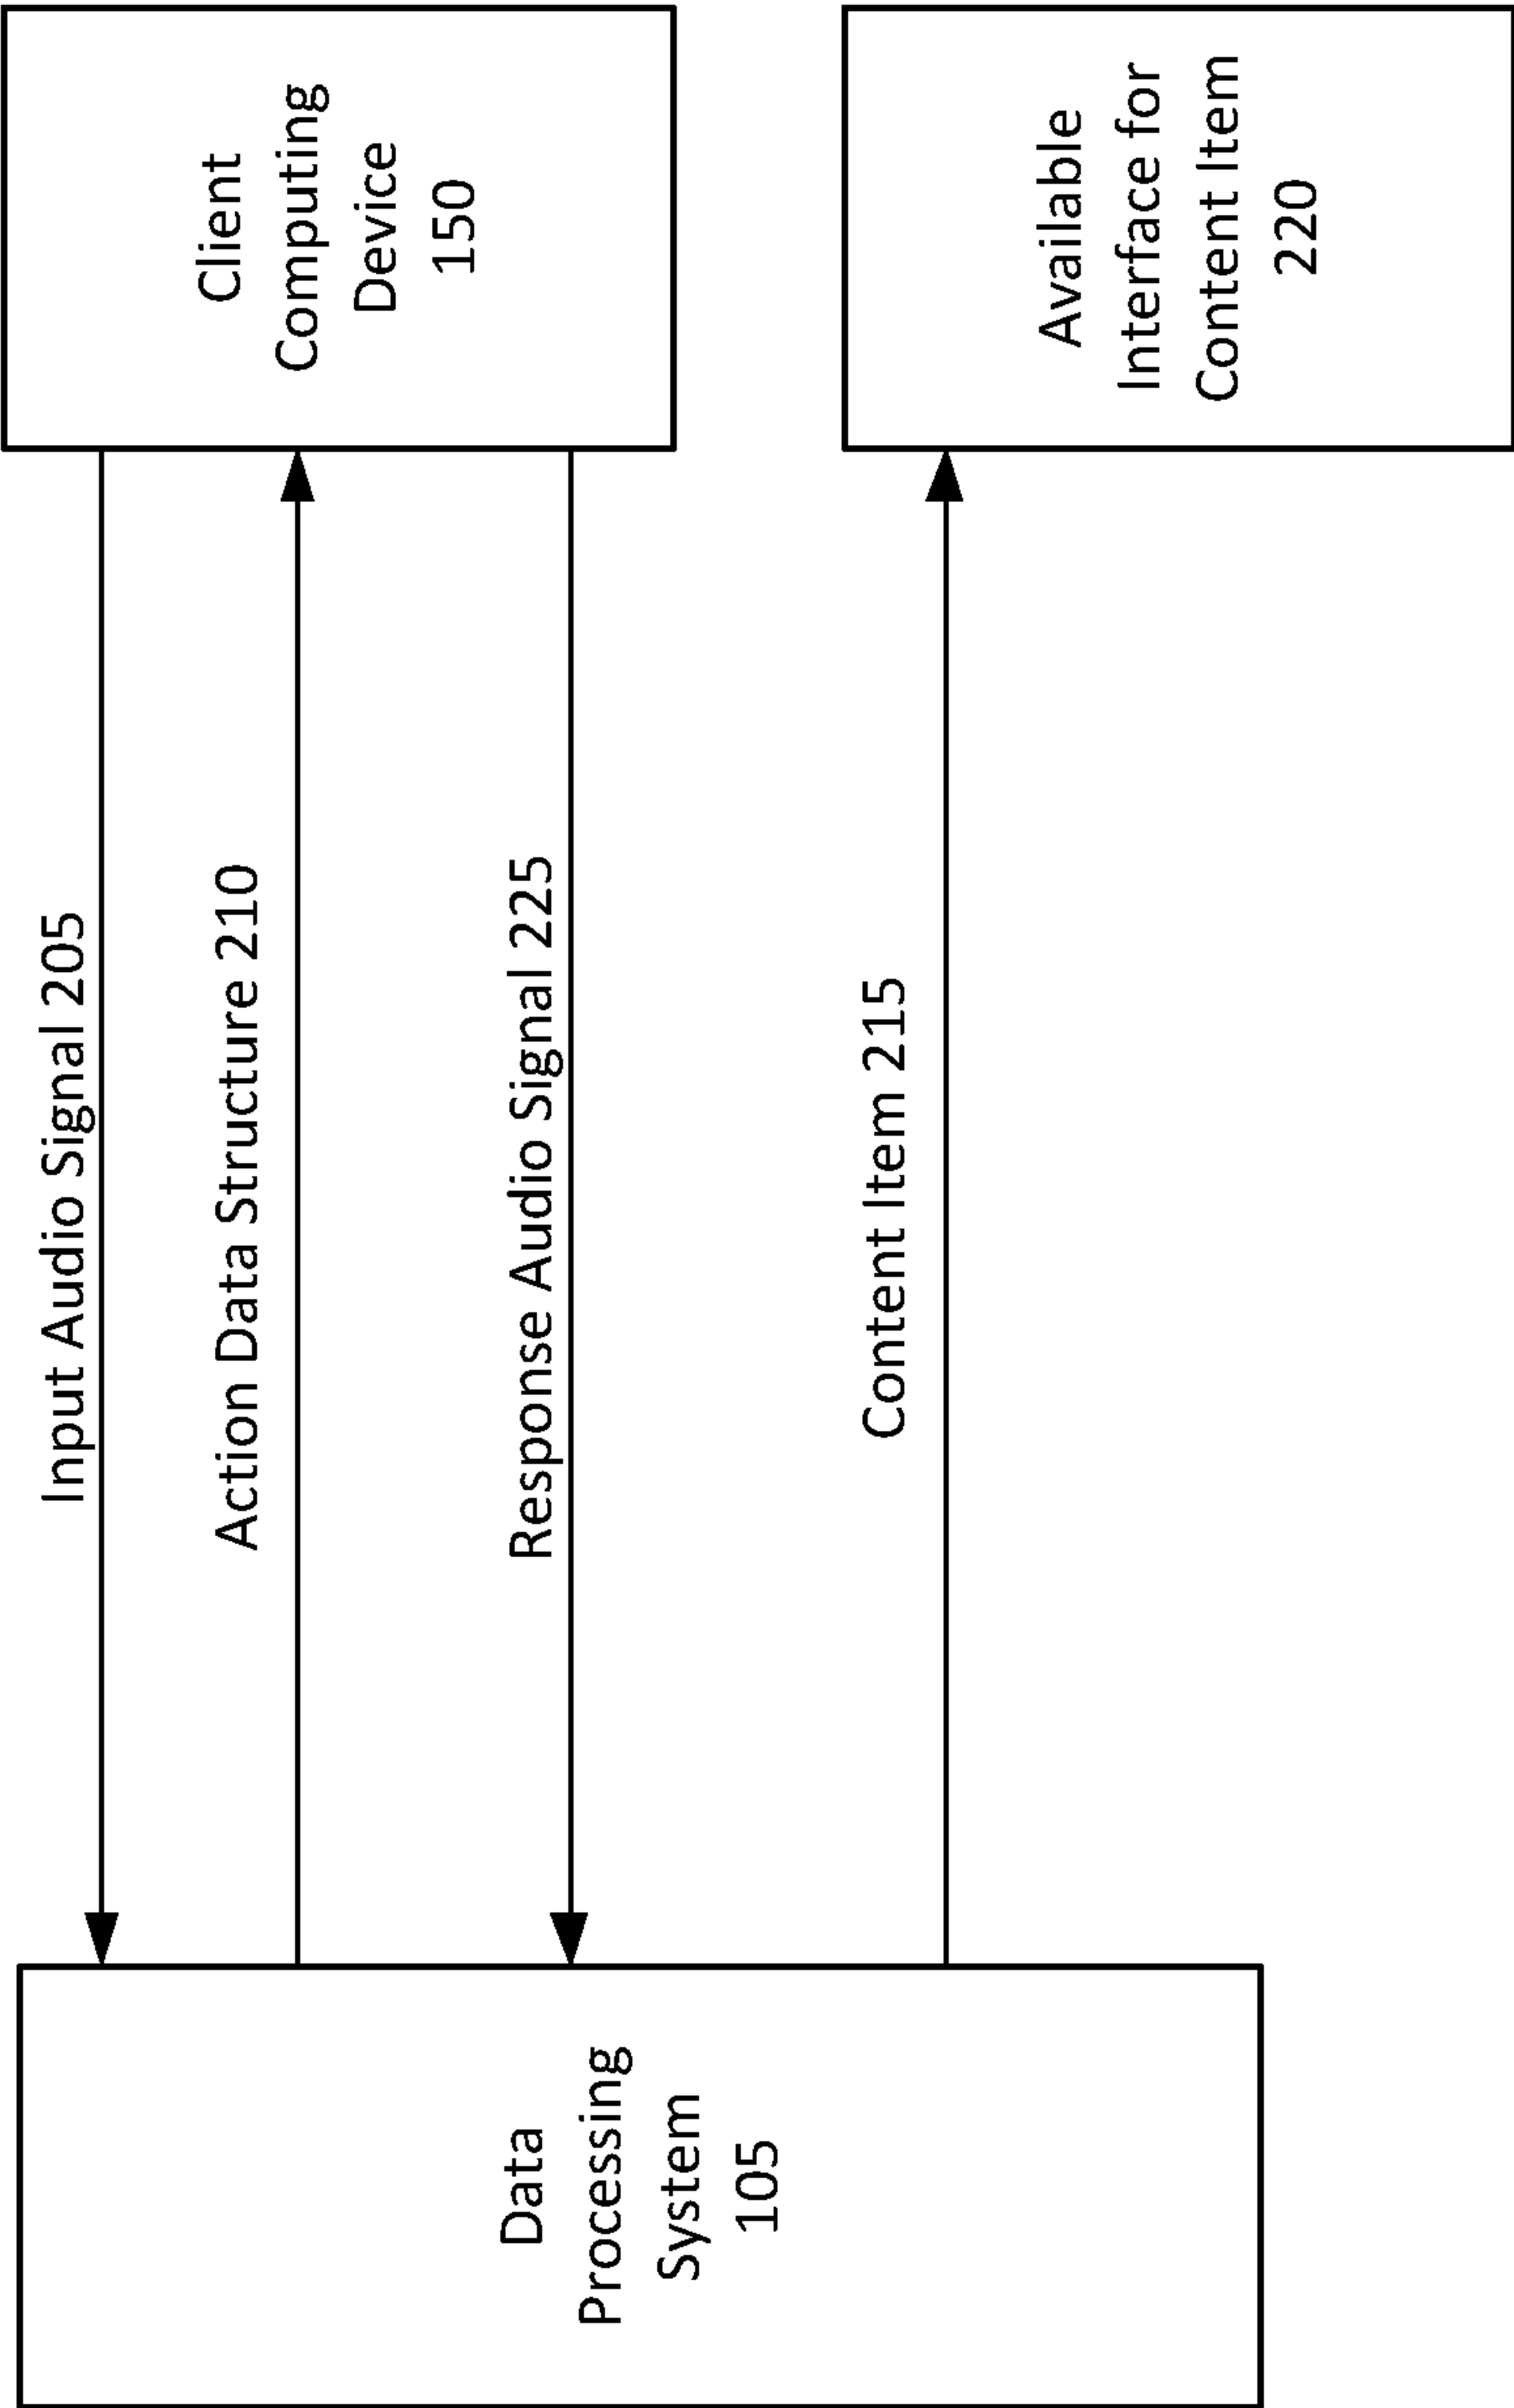 Data
Processing
System
105
Input Audio Signal 205
Action Data Structure 210
Response Audio Signal 225
Content Item 215
Client
Computing
Device
150
Available
Interface for
Content Item
220